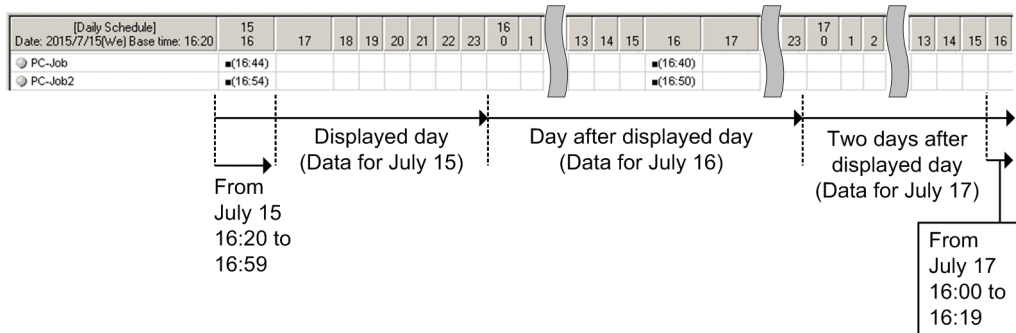 [Daily Schedule]
Date: 2015/7/15(We) Base time: 16:20
15 16 17 18 19 20 21 22 23 16 0 1 13 14 15 16 17 23 17 0 1 2 13 14 15 16
PC-Job ■(16:44) ■(16:40)
PC-Job2 ■(16:54) ■(16:50)
Displayed day
(Data for July 15)
Day after displayed day
(Data for July 16)
Two days after
displayed day
(Data for July 17)
From
July 15
16:20 to
16:59
From
July 17
16:00 to
16:19